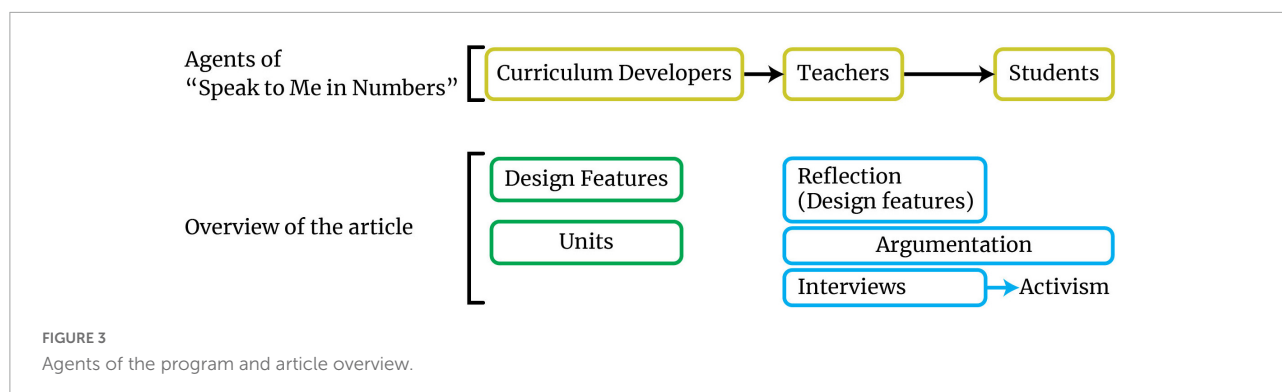 Agents of
“Speak to Me in Numbers”
Curriculum Developers
Teachers
Students
Overview of the article
Design Features
Units
Reflection
(Design features)
Argumentation
Interviews
Activism
FIGURE 3
Agents of the program and article overview.